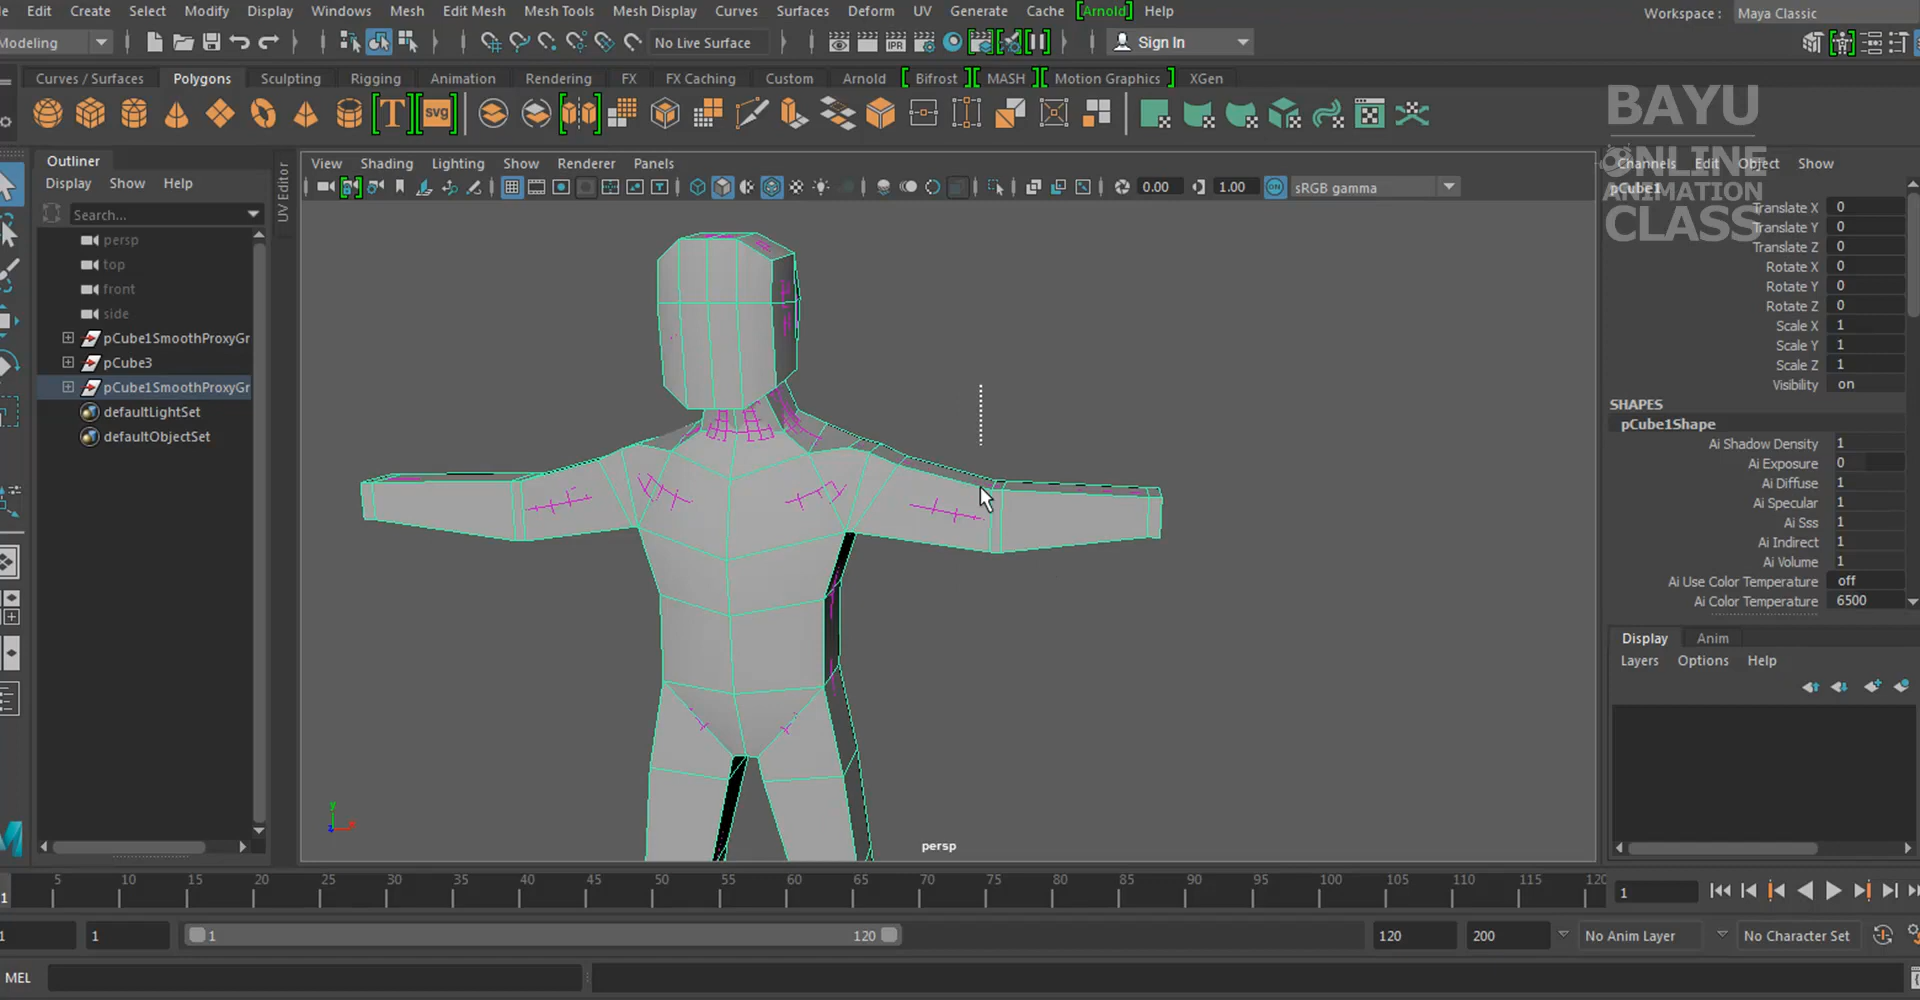 Edit Create Select Modify Display Windows Mesh Edit Mesh Mesh Tools Mesh Display Curves Surfaces Deform UV Generate Cache [Arnold] Help
Workspace : Maya Classic
Modeling
IPR
No Live Surface
Sign In
Curves / Surfaces Polygons Sculpting Rigging Animation Rendering FX FX Caching Custom Arnold [ Bifrost ] [ MASH ] [ Motion Graphics ] XGen
T svg
BAYU
ONLINE
ANIMATION
CLASS
Outliner
Display Show Help
Search...
persp
top
front
side
pCube1SmoothProxyGr
pCube3
pCube1SmoothProxyGr
defaultLightSet
defaultObjectSet
UV Editor
View Shading Lighting Show Renderer Panels
0.00 1.00 ON sRGB gamma
y
z
persp
Channels Edit Object Show
pCube1
Translate X 0
Translate Y 0
Translate Z 0
Rotate X 0
Rotate Y 0
Rotate Z 0
Scale X 1
Scale Y 1
Scale Z 1
Visibility on
SHAPES
pCube1Shape
Ai Shadow Density 1
Ai Exposure 0
Ai Diffuse 1
Ai Specular 1
Ai Sss 1
Ai Indirect 1
Ai Volume 1
Ai Use Color Temperature off
Ai Color Temperature 6500
Display Anim
Layers Options Help
1 5 10 15 20 25 30 35 40 45 50 55 60 65 70 75 80 85 90 95 100 105 110 115 120
1
1 1 1 120 120 200 No Anim Layer No Character Set
MEL